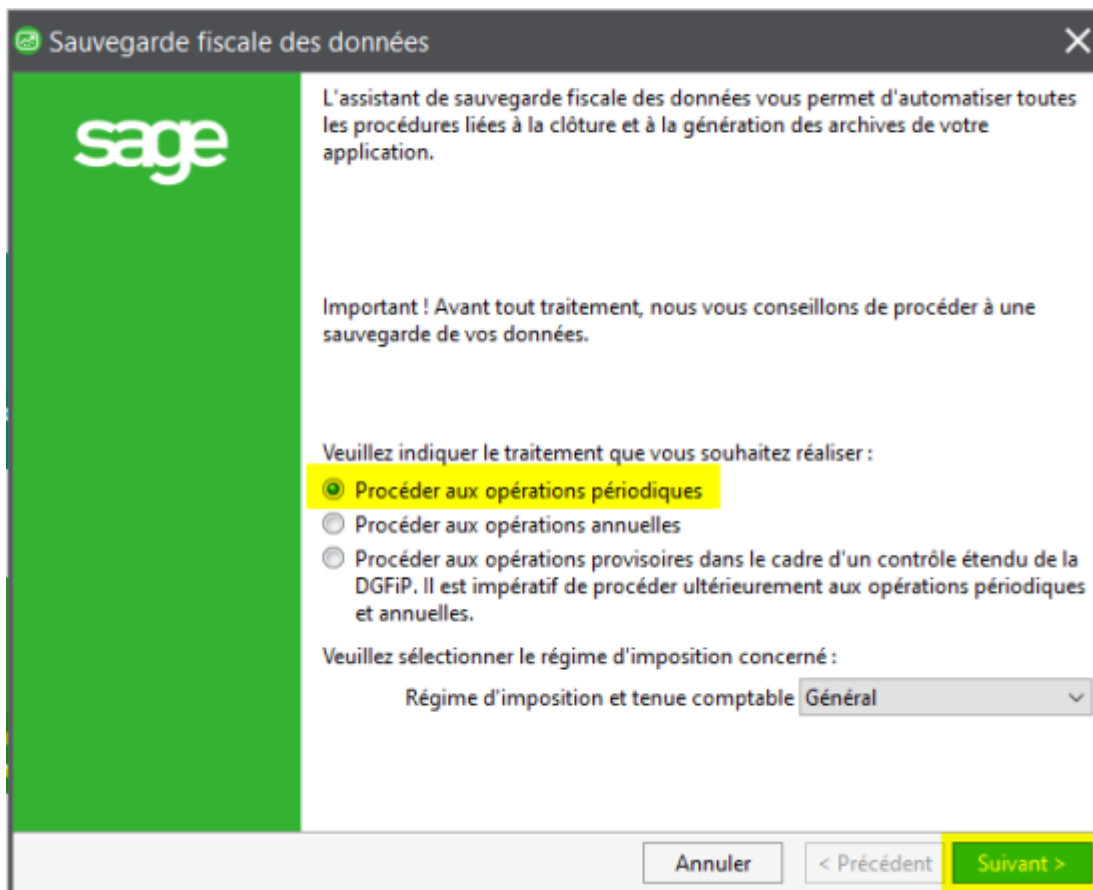 Sauvegarde fiscale des données
sage
L'assistant de sauvegarde fiscale des données vous permet d'automatiser toutes
les procédures liées à la clôture et à la génération des archives de votre
application.
Important ! Avant tout traitement, nous vous conseillons de procéder à une
sauvegarde de vos données.
Veuillez indiquer le traitement que vous souhaitez réaliser :
Procéder aux opérations périodiques
Procéder aux opérations annuelles
Procéder aux opérations provisoires dans le cadre d'un contrôle étendu de la
DGFiP. Il est impératif de procéder ultérieurement aux opérations périodiques
et annuelles.
Veuillez sélectionner le régime d'imposition concerné :
Régime d'imposition et tenue comptable Général
Annuler < Précédent Suivant >